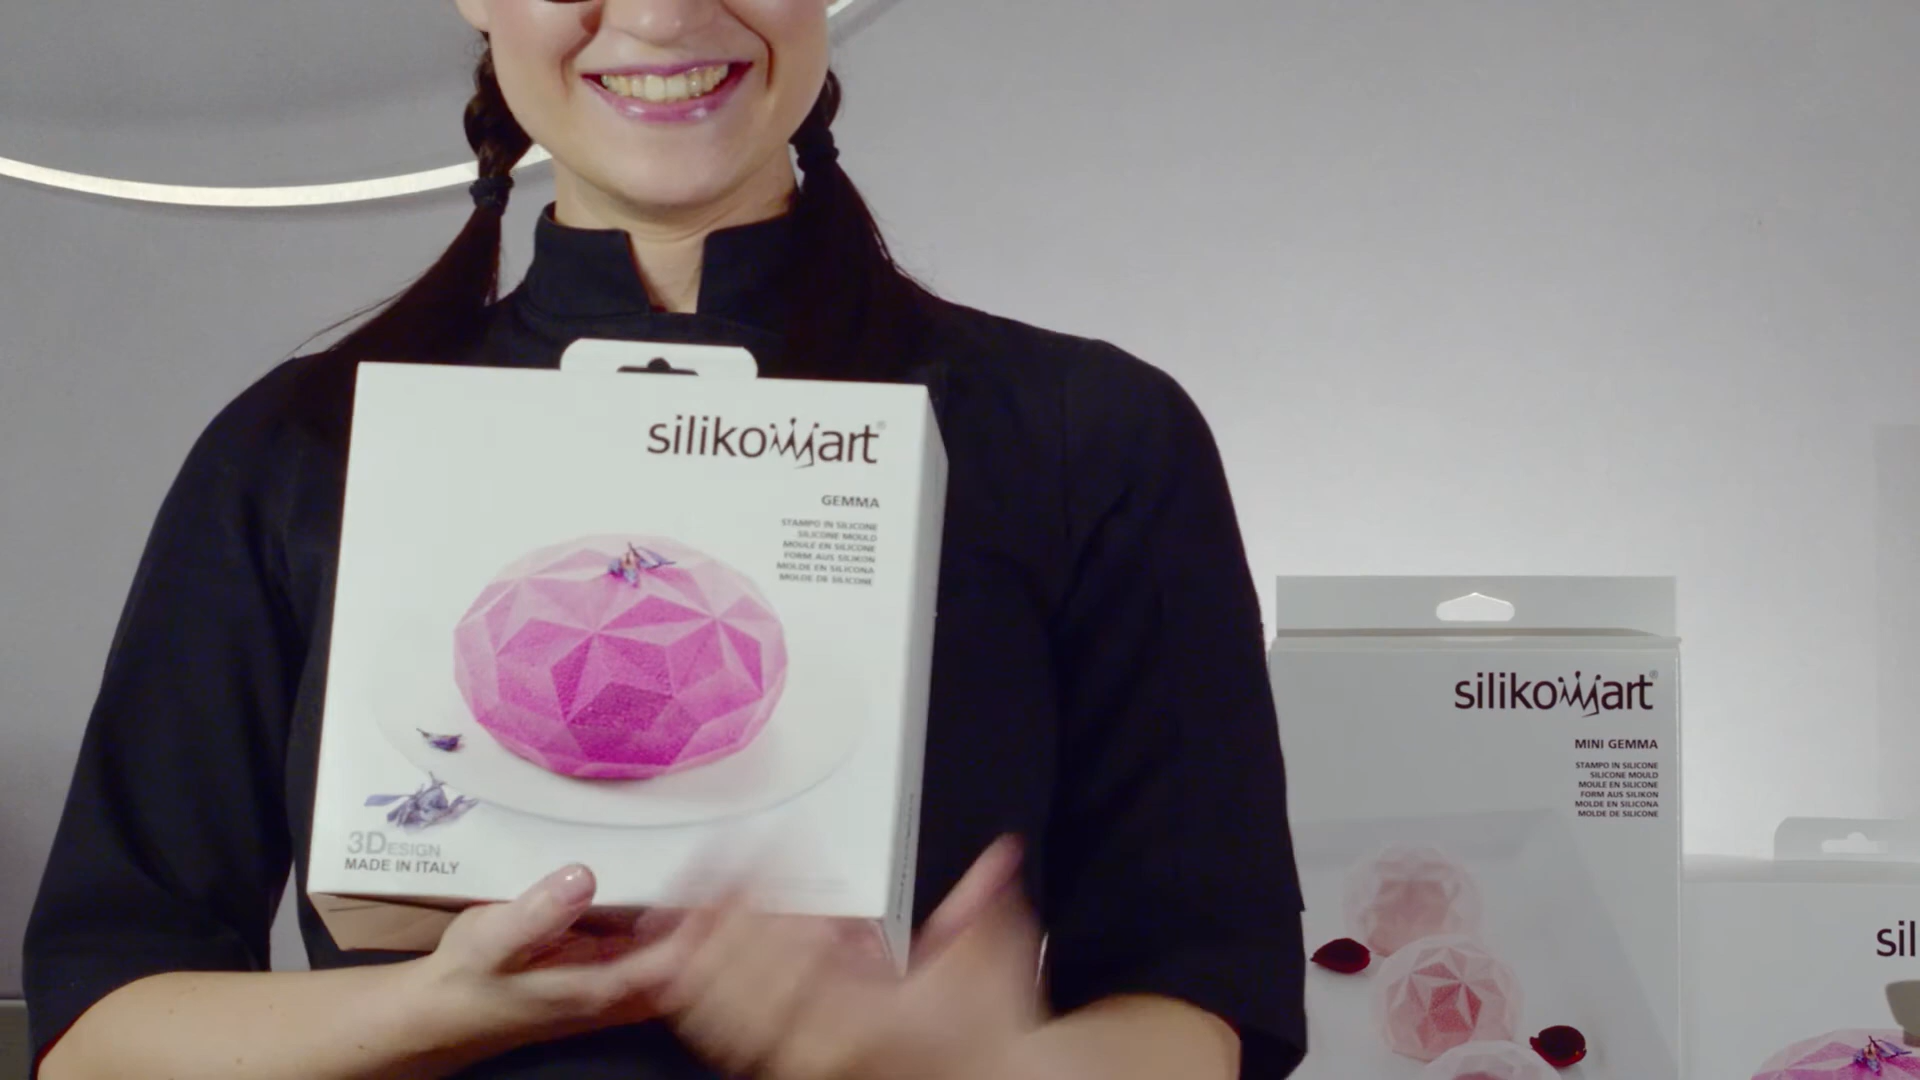 silikomart®
GEMMA
STAMPO IN SILICONE
SILICONE MOULD
MOULE EN SILICONE
FORM AUS SILIKON
MOLDE EN SILICONA
MOLDE DE SILICONE
3DESIGN
MADE IN ITALY
silikomart®
MINI GEMMA
STAMPO IN SILICONE
SILICONE MOULD
MOULE EN SILICONE
FORM AUS SILIKON
MOLDE EN SILICONA
MOLDE DE SILICONE
sil